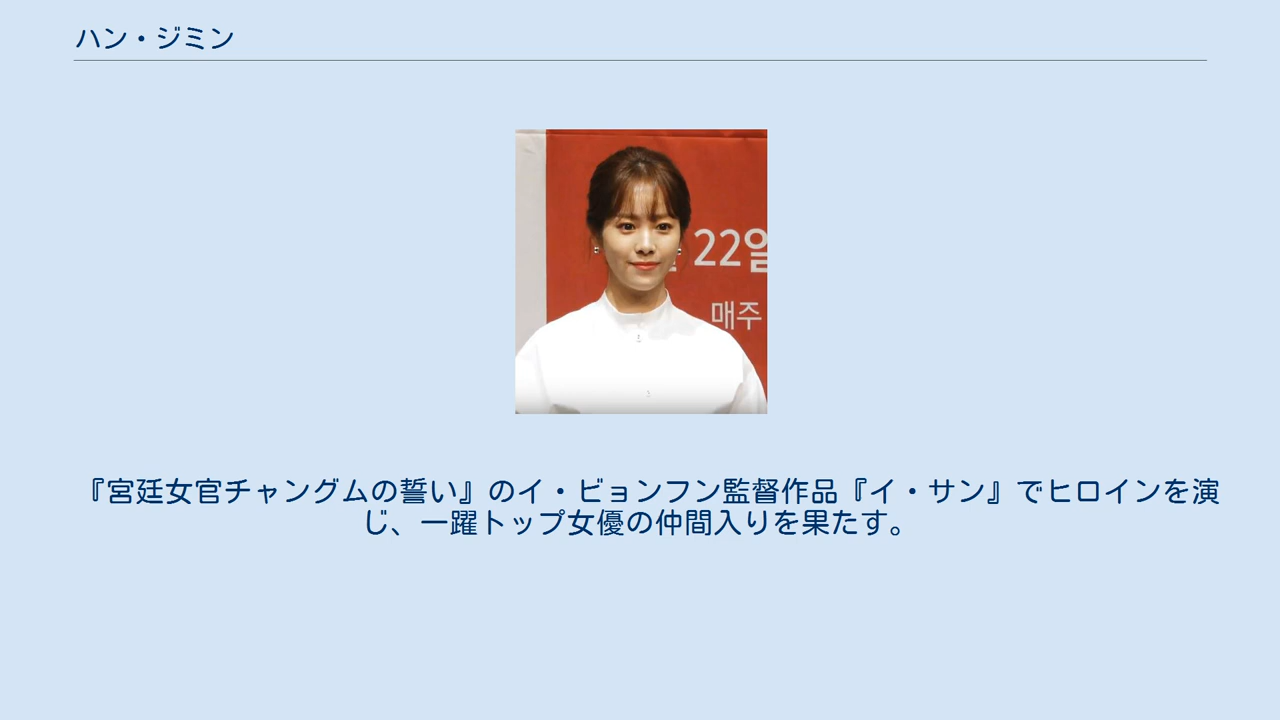 ハン・ジミン
22일
매주
『宮廷女官チャングムの誓い』のイ・ビョンフン監督作品『イ・サン』でヒロインを演
じ、一躍トップ女優の仲間入りを果たす。